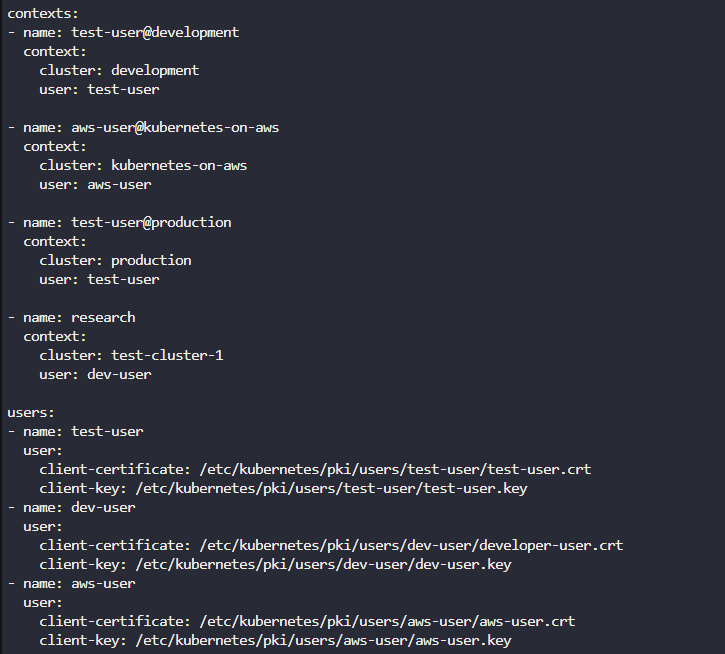 contexts:
- name: test-user@development
  context:
    cluster: development
    user: test-user

- name: aws-user@kubernetes-on-aws
  context:
    cluster: kubernetes-on-aws
    user: aws-user

- name: test-user@production
  context:
    cluster: production
    user: test-user

- name: research
  context:
    cluster: test-cluster-1
    user: dev-user

users:
- name: test-user
  user:
    client-certificate: /etc/kubernetes/pki/users/test-user/test-user.crt
    client-key: /etc/kubernetes/pki/users/test-user/test-user.key
- name: dev-user
  user:
    client-certificate: /etc/kubernetes/pki/users/dev-user/developer-user.crt
    client-key: /etc/kubernetes/pki/users/dev-user/dev-user.key
- name: aws-user
  user:
    client-certificate: /etc/kubernetes/pki/users/aws-user/aws-user.crt
    client-key: /etc/kubernetes/pki/users/aws-user/aws-user.key